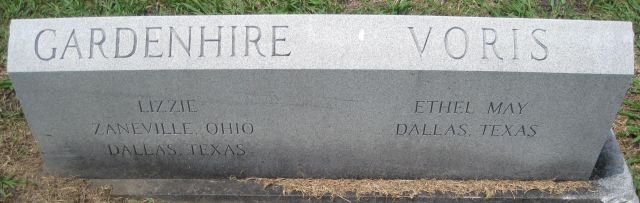 GARDENHIRE
LIZZIE
ZANEVILLE, OHIO
DALLAS, TEXAS
VORIS
ETHEL MAY
DALLAS, TEXAS